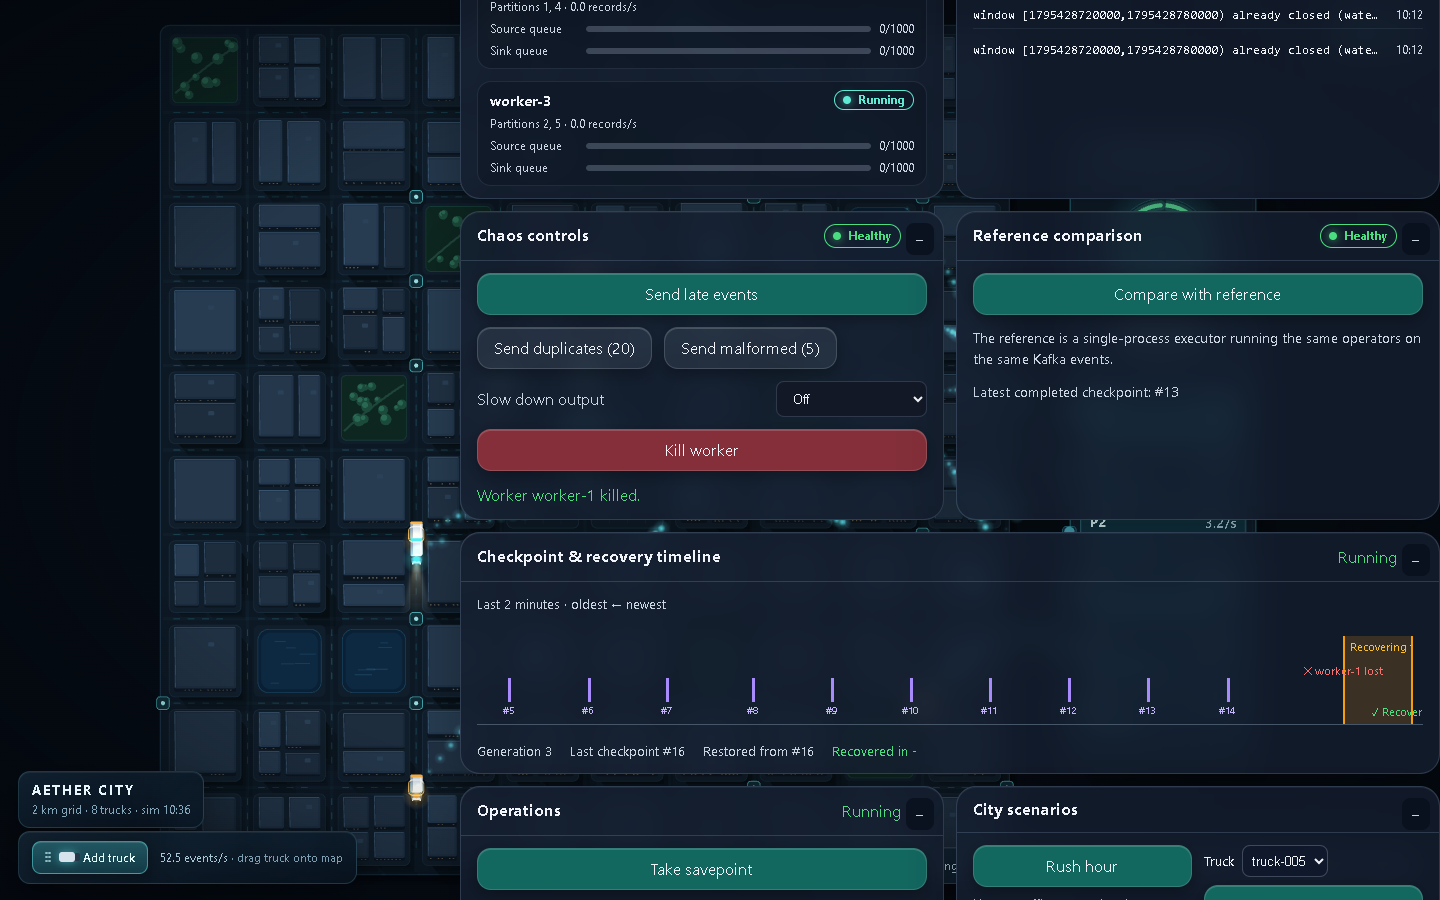 Partitions 1, 4 · 0.0 records/s
Source queue 0/1000
Sink queue 0/1000
worker-3 Running
Partitions 2, 5 · 0.0 records/s
Source queue 0/1000
Sink queue 0/1000
window [1795428720000,1795428780000) already closed (wate… 10:12
window [1795428720000,1795428780000) already closed (wate… 10:12
Chaos controls Healthy –
Send late events
Send duplicates (20) Send malformed (5)
Slow down output Off
Kill worker
Worker worker-1 killed.
Reference comparison Healthy –
Compare with reference
The reference is a single-process executor running the same operators on
the same Kafka events.
Latest completed checkpoint: #13
P2 3.2/s
Checkpoint & recovery timeline Running –
Last 2 minutes · oldest ← newest
Recovering
✕ worker-1 lost
✓ Recover
#5 #6 #7 #8 #9 #10 #11 #12 #13 #14
Generation 3 Last checkpoint #16 Restored from #16 Recovered in -
Operations Running –
Take savepoint
City scenarios –
Rush hour Truck truck-005
AETHER CITY
2 km grid · 8 trucks · sim 10:36
Add truck 52.5 events/s · drag truck onto map